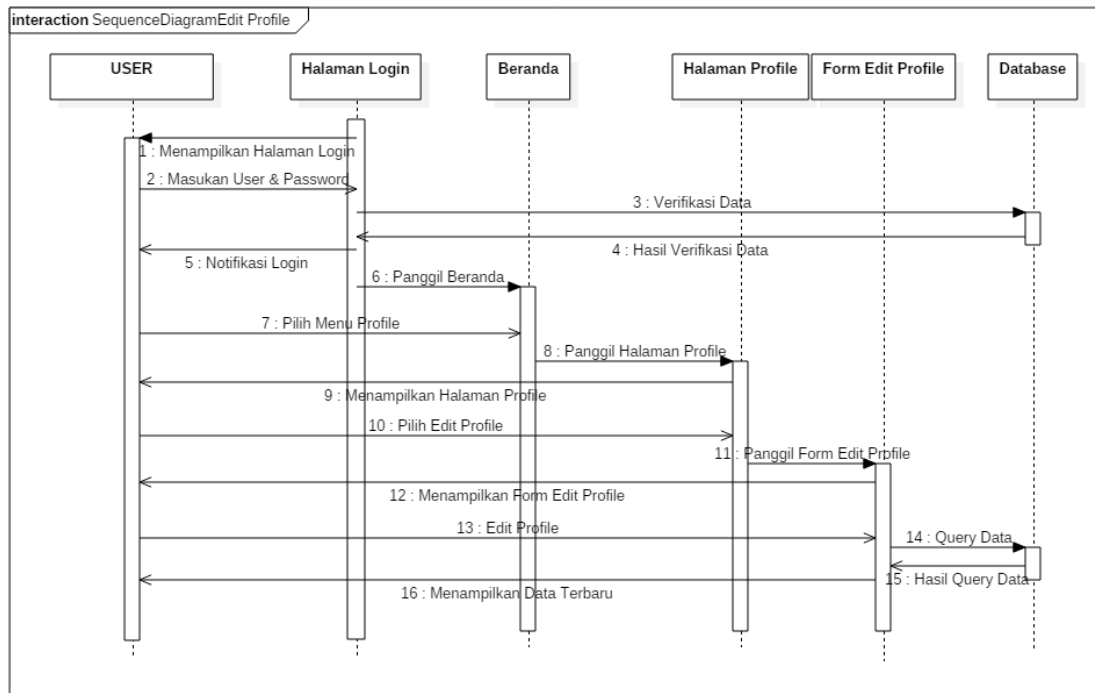 interaction SequenceDiagramEdit Profile
USER
Halaman Login
Beranda
Halaman Profile
Form Edit Profile
Database
1 : Menampilkan Halaman Login
2 : Masukan User & Password
3 : Verifikasi Data
4 : Hasil Verifikasi Data
5 : Notifikasi Login
6 : Panggil Beranda
7 : Pilih Menu Profile
8 : Panggil Halaman Profile
9 : Menampilkan Halaman Profile
10 : Pilih Edit Profile
11 : Panggil Form Edit Profile
12 : Menampilkan Form Edit Profile
13 : Edit Profile
14 : Query Data
15 : Hasil Query Data
16 : Menampilkan Data Terbaru